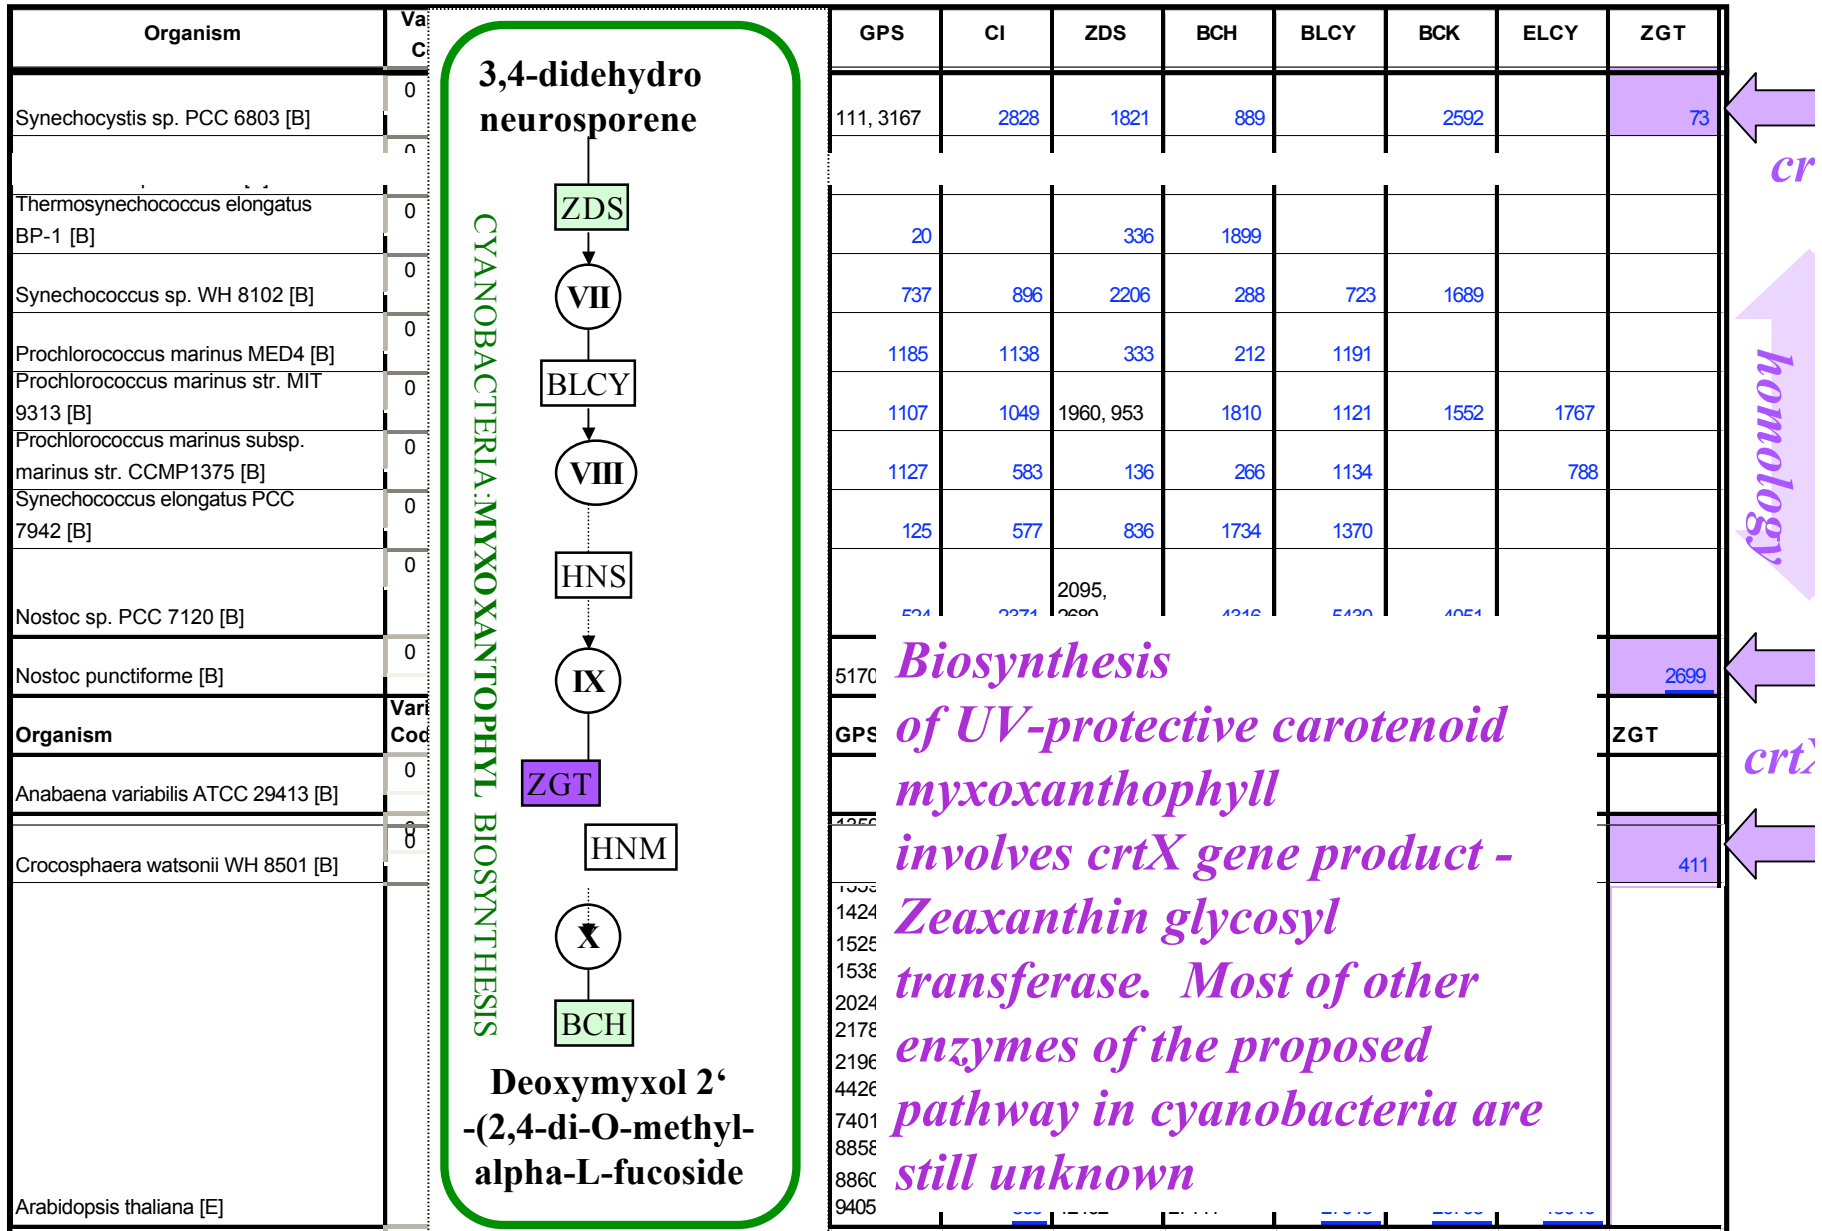 Organism Va GPS CI ZDS BCH BLCY BCK ELCY ZGT
C
0
Synechocystis sp. PCC 6803 [B] 111, 3167 2828 1821 889 2592 73
cr
Thermosynechococcus elongatus 0
BP-1 [B] 20 336 1899
0
Synechococcus sp. WH 8102 [B] 737 896 2206 288 723 1689
0
Prochlorococcus marinus MED4 [B] 1185 1138 333 212 1191
Prochlorococcus marinus str. MIT 0
9313 [B] 1107 1049 1960, 953 1810 1121 1552 1767
Prochlorococcus marinus subsp. 0
marinus str. CCMP1375 [B] 1127 583 136 266 1134 788
Synechococcus elongatus PCC 0
7942 [B] 125 577 836 1734 1370
0
2095,
Nostoc sp. PCC 7120 [B]
0
Nostoc punctiforme [B] 5170 2699
Vari
Organism Cod GPS ZGT
0
Anabaena variabilis ATCC 29413 [B]
0
Crocosphaera watsonii WH 8501 [B] 411
1424
1525
1538
2024
2178
2196
4426
7401
8858
8860
Arabidopsis thaliana [E] 9405
3,4-didehydro
neurosporene
ZDS
VII
BLCY
VIII
HNS
IX
ZGT
HNM
X
BCH
Deoxymyxol 2‘
-(2,4-di-O-methyl-
alpha-L-fucoside
CYANOBACTERIA:MYXOXANTOPHYL BIOSYNTHESIS
homology
crtX
Biosynthesis
of UV-protective carotenoid
myxoxanthophyll
involves crtX gene product -
Zeaxanthin glycosyl
transferase. Most of other
enzymes of the proposed
pathway in cyanobacteria are
still unknown